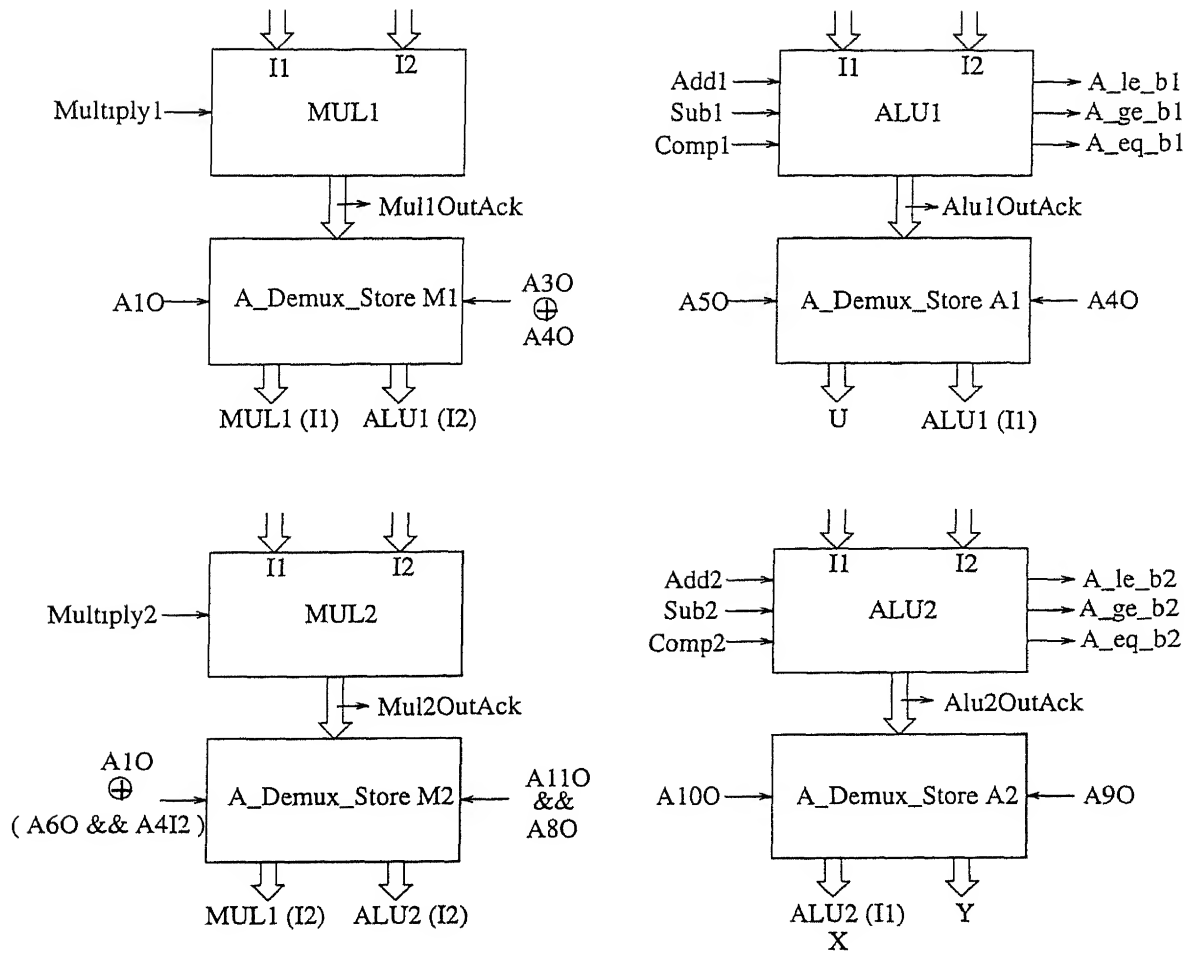 I1 I2
Multiply1
MUL1
Mul1OutAck
A1O
A_Demux_Store M1
A3O
⊕
A4O
MUL1 (I1) ALU1 (I2)
I1 I2
Add1
Sub1
Comp1
ALU1
A_le_b1
A_ge_b1
A_eq_b1
Alu1OutAck
A5O
A_Demux_Store A1
A4O
U ALU1 (I1)
I1 I2
Multiply2
MUL2
Mul2OutAck
A1O
⊕
( A6O && A4I2 )
A_Demux_Store M2
A11O
&&
A8O
MUL1 (I2) ALU2 (I2)
I1 I2
Add2
Sub2
Comp2
ALU2
A_le_b2
A_ge_b2
A_eq_b2
Alu2OutAck
A10O
A_Demux_Store A2
A9O
ALU2 (I1) Y
X